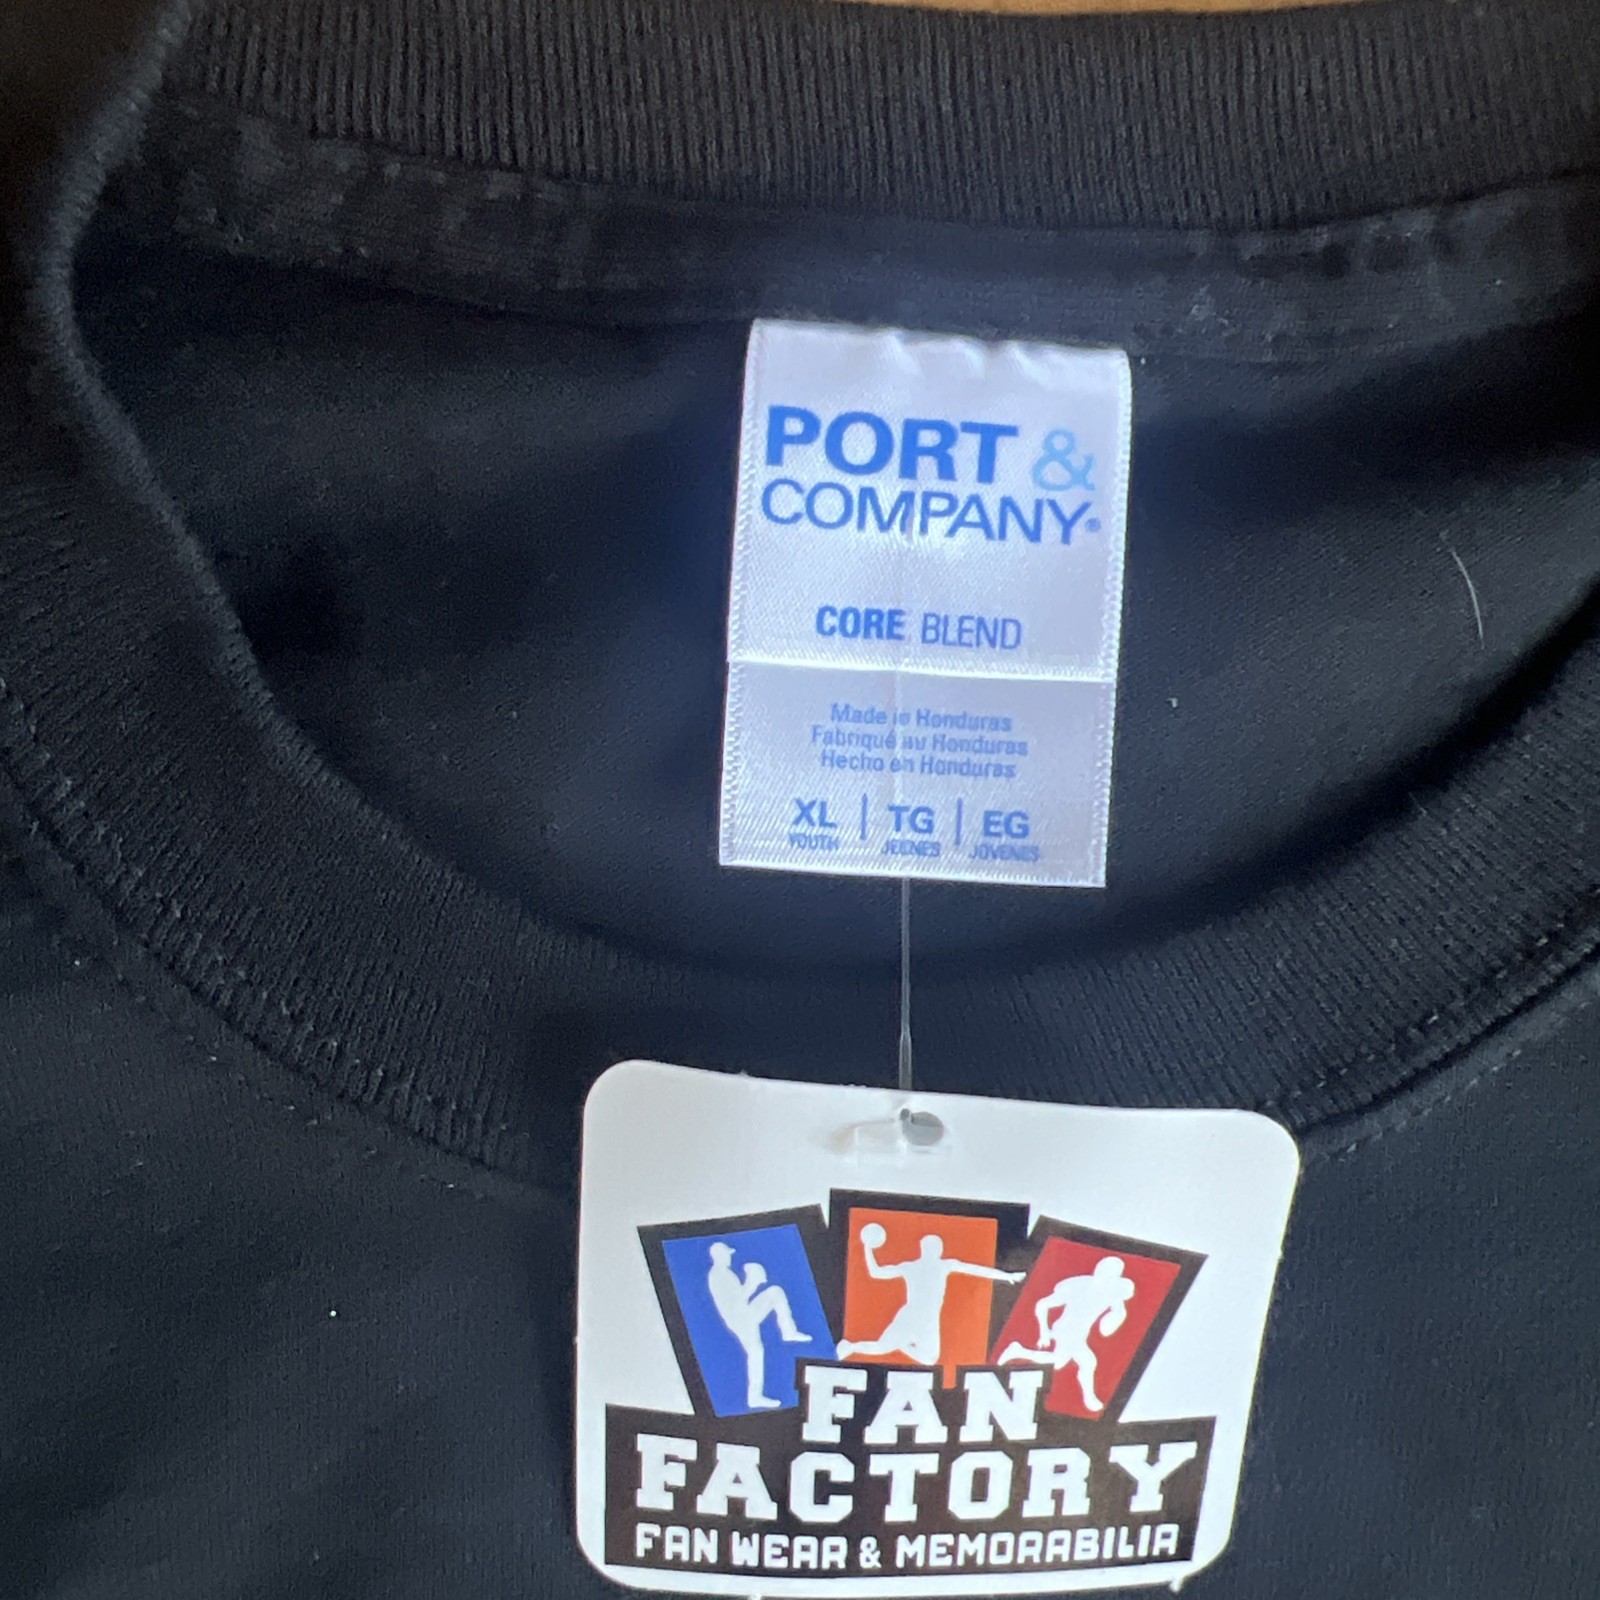 PORT &
COMPANY®
CORE BLEND
Made in Honduras
Fabriqué au Honduras
Hecho en Honduras
XL | TG | EG
YOUTH JEUNES JOVENES
FAN
FACTORY
FAN WEAR & MEMORABILIA